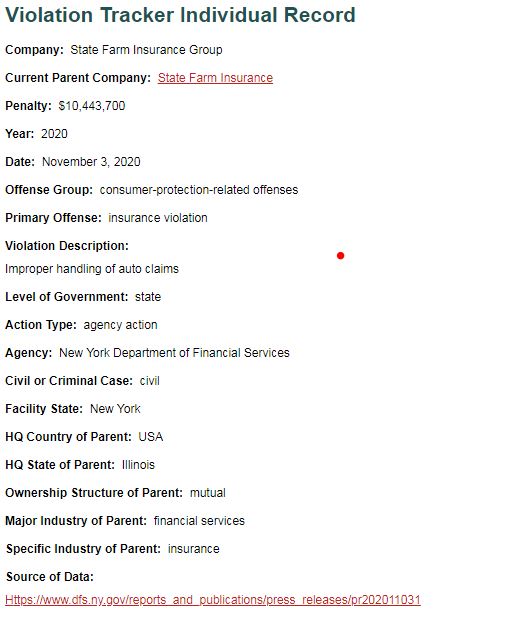 Violation Tracker Individual Record
Company: State Farm Insurance Group
Current Parent Company: State Farm Insurance
Penalty: $10,443,700
Year: 2020
Date: November 3, 2020
Offense Group: consumer-protection-related offenses
Primary Offense: insurance violation
Violation Description:
Improper handling of auto claims
Level of Government: state
Action Type: agency action
Agency: New York Department of Financial Services
Civil or Criminal Case: civil
Facility State: New York
HQ Country of Parent: USA
HQ State of Parent: Illinois
Ownership Structure of Parent: mutual
Major Industry of Parent: financial services
Specific Industry of Parent: insurance
Source of Data:
Https://www.dfs.ny.gov/reports_and_publications/press_releases/pr202011031